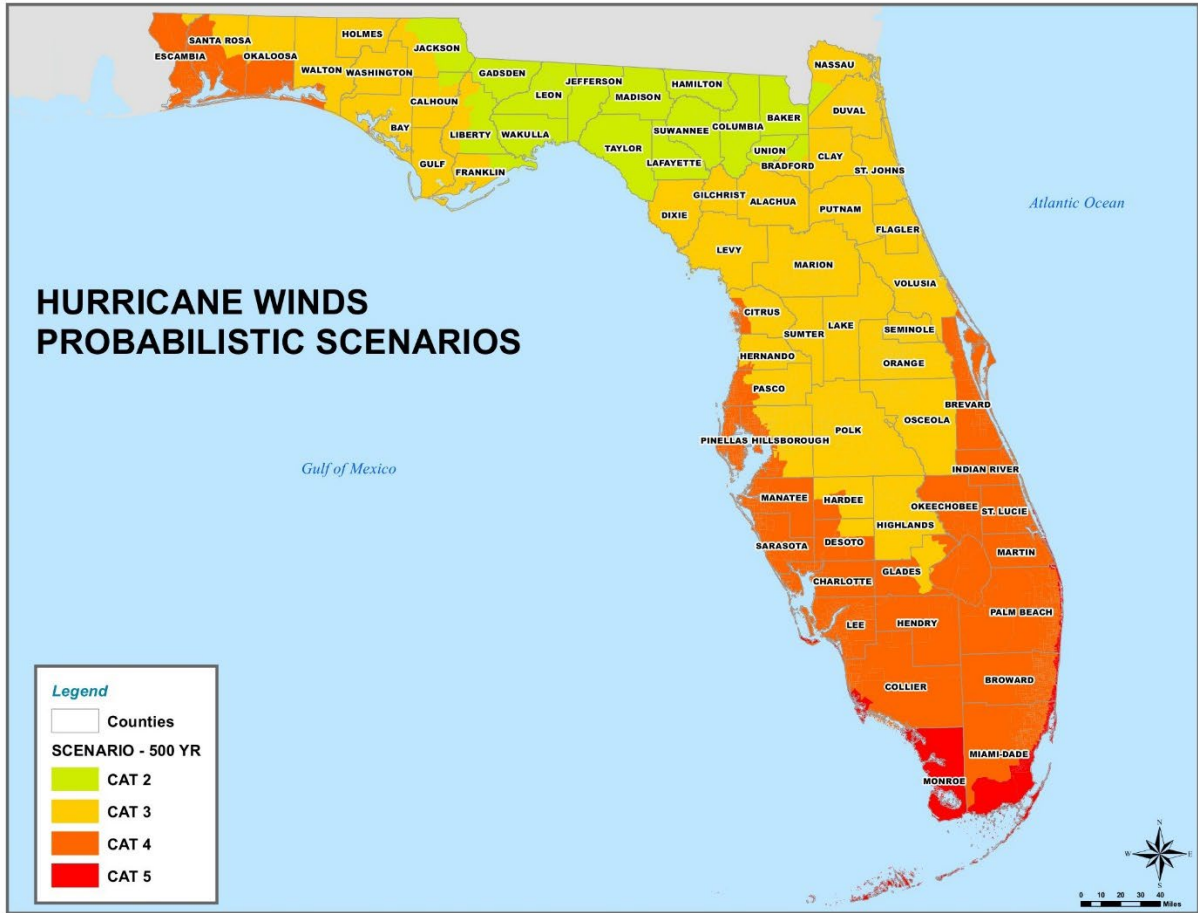 HOLMES
SANTA ROSA
JACKSON
ESCAMBIA
OKALOOSA
WALTON
WASHINGTON
GADSDEN
JEFFERSON
HAMILTON
NASSAU
LEON
MADISON
CALHOUN
BAY
LIBERTY
WAKULLA
TAYLOR
SUWANNEE
COLUMBIA
BAKER
DUVAL
GULF
FRANKLIN
LAFAYETTE
UNION
BRADFORD
CLAY
ST. JOHNS
GILCHRIST
ALACHUA
PUTNAM
DIXIE
FLAGLER
LEVY
MARION
VOLUSIA
Atlantic Ocean
HURRICANE WINDS
PROBABILISTIC SCENARIOS
CITRUS
SUMTER
LAKE
SEMINOLE
HERNANDO
ORANGE
PASCO
BREVARD
OSCEOLA
POLK
PINELLAS
HILLSBOROUGH
Gulf of Mexico
INDIAN RIVER
MANATEE
HARDEE
OKEECHOBEE
ST. LUCIE
HIGHLANDS
SARASOTA
DESOTO
MARTIN
CHARLOTTE
GLADES
PALM BEACH
LEE
HENDRY
COLLIER
BROWARD
MIAMI-DADE
MONROE
Legend
Counties
SCENARIO - 500 YR
CAT 2
CAT 3
CAT 4
CAT 5
N
W
E
S
0 10 20 30 40
Miles